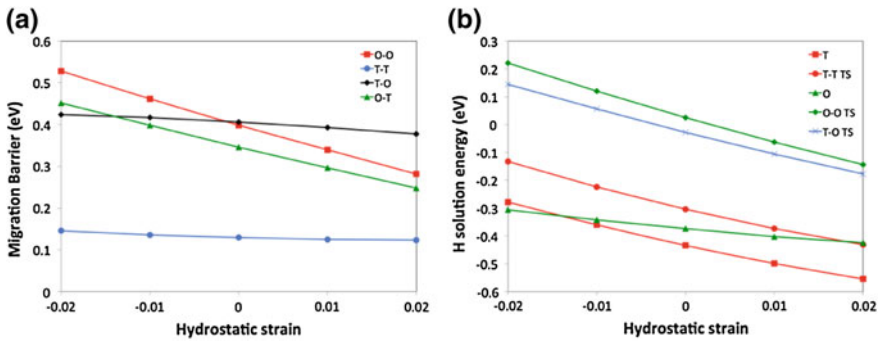 (a)
Migration Barrier (eV)
0.6
0.5
0.4
0.3
0.2
0.1
0
-0.02
-0.01
0
0.01
0.02
Hydrostatic strain
O-O
T-T
T-O
O-T
(b)
H solution energy (eV)
0.3
0.2
0.1
0
-0.1
-0.2
-0.3
-0.4
-0.5
-0.6
-0.02
-0.01
0
0.01
0.02
Hydrostatic strain
T
T-T TS
O
O-O TS
T-O TS